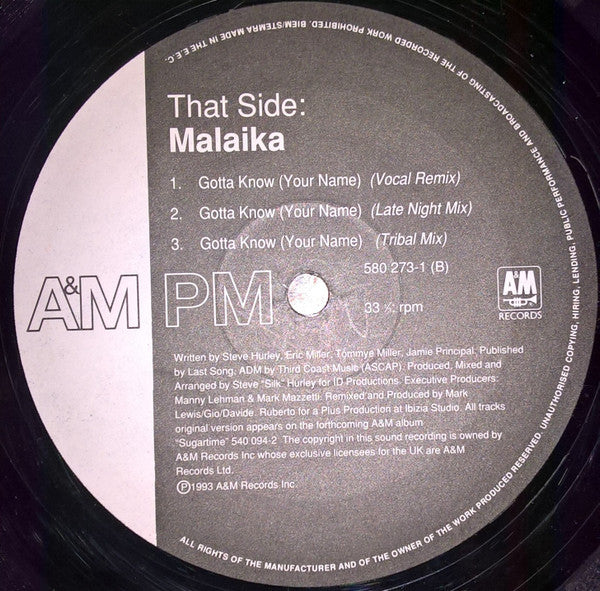 That Side:
Malaika
1. Gotta Know (Your Name) (Vocal Remix)
2. Gotta Know (Your Name) (Late Night Mix)
3. Gotta Know (Your Name) (Tribal Mix)
580 273-1 (B)
A&M PM
33 ⅓ rpm
A&M
RECORDS
Written by Steve Hurley, Eric Miller, Tommye Miller, Jamie Principal. Published
by Last Song. ADM by Third Coast Music (ASCAP). Produced, Mixed and
Arranged by Steve "Silk" Hurley for ID Productions. Executive Producers:
Manny Lehman & Mark Mazzetti. Remixed and Produced by Mark
Lewis/Gio/Davide. Ruberto for a Plus Production at Ibizia Studio. All tracks
original version appears on the forthcoming A&M album
"Sugartime" 540 094-2 The copyright in this sound recording is owned by
A&M Records Inc whose exclusive licensees for the UK are A&M
Records Ltd.
Ⓟ1993 A&M Records Inc.
ALL RIGHTS OF THE MANUFACTURER AND OF THE OWNER OF THE WORK PRODUCED RESERVED. UNAUTHORISED COPYING, HIRING, LENDING, PUBLIC PERFORMANCE AND BROADCASTING OF THE RECORDED WORK PROHIBITED. BIEM/STEMRA MADE IN THE E.E.C.